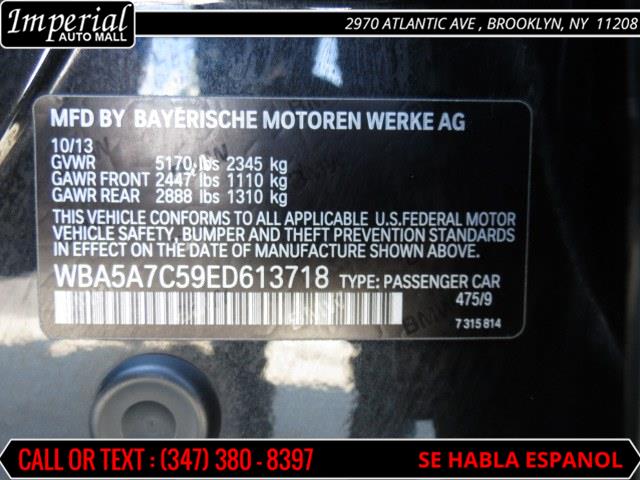 Imperial
AUTO MALL
2970 ATLANTIC AVE , BROOKLYN, NY 11208
MFD BY BAYERISCHE MOTOREN WERKE AG
10/13
GVWR 5170 lbs 2345 kg
GAWR FRONT 2447 lbs 1110 kg
GAWR REAR 2888 lbs 1310 kg
THIS VEHICLE CONFORMS TO ALL APPLICABLE U.S.FEDERAL MOTOR
VEHICLE SAFETY, BUMPER AND THEFT PREVENTION STANDARDS
IN EFFECT ON THE DATE OF MANUFACTURE SHOWN ABOVE.
WBA5A7C59ED613718 TYPE: PASSENGER CAR
475/9
7 315 814
CALL OR TEXT : (347) 380 - 8397
SE HABLA ESPANOL